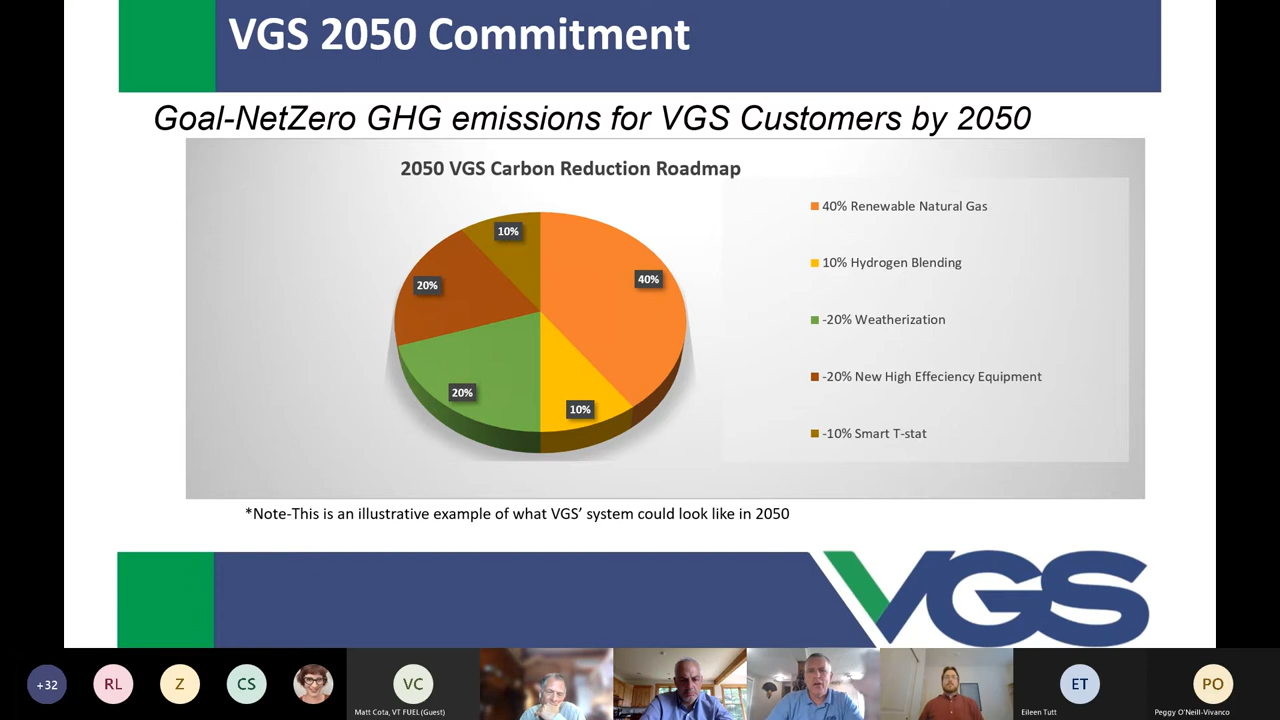 VGS 2050 Commitment
Goal-NetZero GHG emissions for VGS Customers by 2050
2050 VGS Carbon Reduction Roadmap
10%
40%
20%
20%
10%
40% Renewable Natural Gas
10% Hydrogen Blending
-20% Weatherization
-20% New High Effeciency Equipment
-10% Smart T-stat
*Note-This is an illustrative example of what VGS’ system could look like in 2050
VGS
+32
RL
Z
CS
VC
Matt Cota, VT FUEL (Guest)
ET
Eileen Tutt
PO
Peggy O'Neill-Vivanco